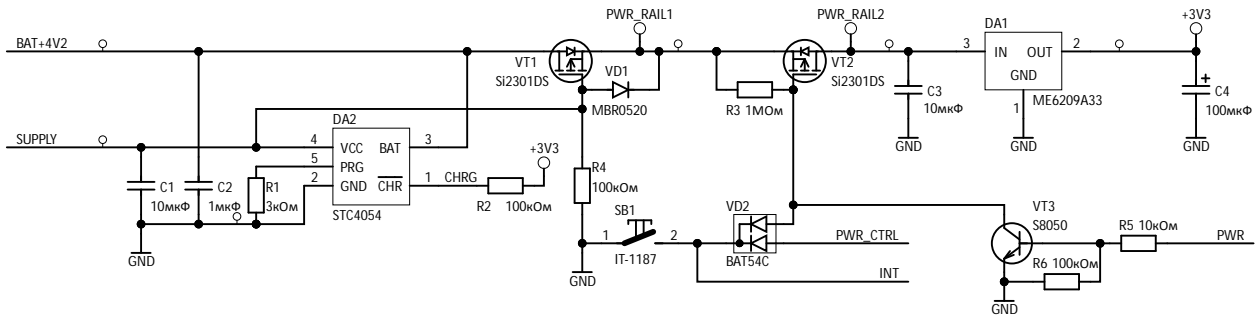 PWR_RAIL1
PWR_RAIL2
DA1
+3V3
BAT+4V2
3
IN
OUT
2
VT1
Si2301DS
VD1
MBR0520
VT2
Si2301DS
GND
1
ME6209A33
R3 1МОм
C3
10мкФ
C4
100мкФ
GND
GND
GND
SUPPLY
DA2
4
VCC
BAT
3
5
PRG
2
GND
CHR
1
STC4054
CHRG
+3V3
R2
100кОм
C1
10мкФ
C2
1мкФ
R1
3кОм
GND
R4
100кОм
SB1
1
2
IT-1187
GND
VD2
BAT54C
PWR_CTRL
INT
VT3
S8050
R5 10кОм
PWR
R6 100кОм
GND